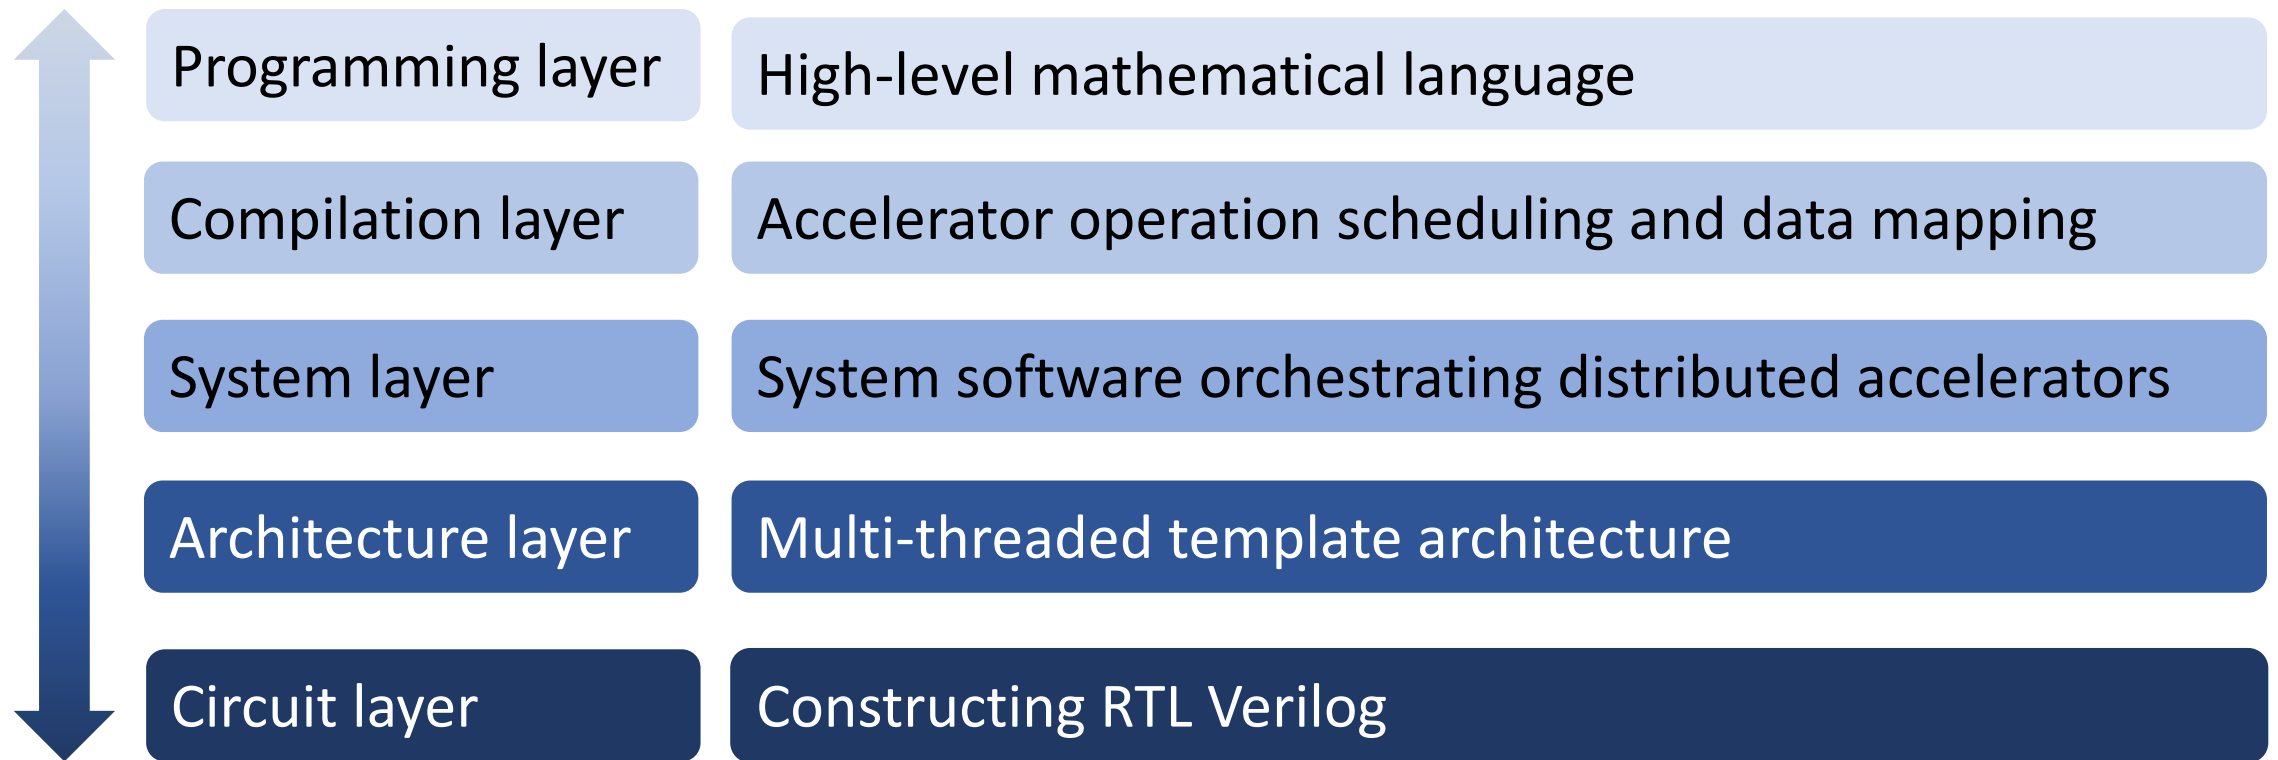 Programming layer
High-level mathematical language
Compilation layer
Accelerator operation scheduling and data mapping
System layer
System software orchestrating distributed accelerators
Architecture layer
Multi-threaded template architecture
Circuit layer
Constructing RTL Verilog